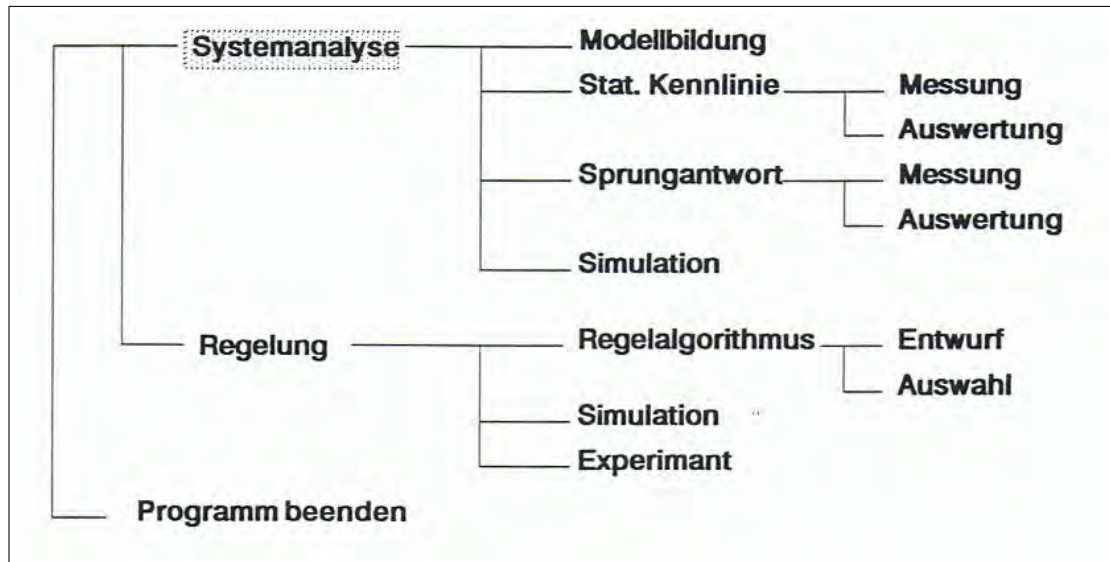 Systemanalyse
Modellbildung
Stat. Kennlinie
Messung
Auswertung
Sprungantwort
Messung
Auswertung
Simulation
Regelung
Regelalgorithmus
Entwurf
Auswahl
Simulation
Experimant
Programm beenden